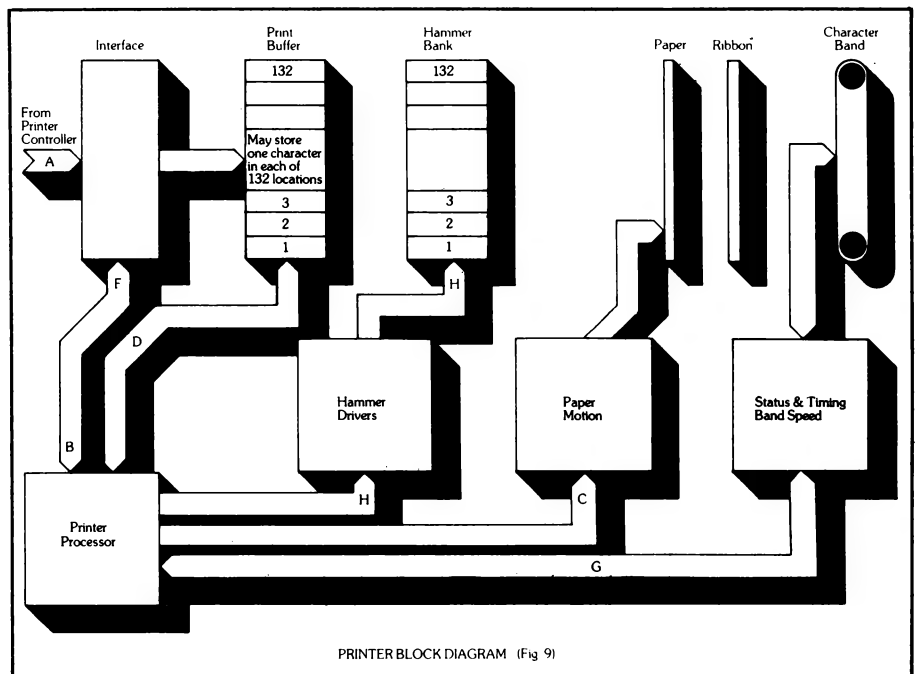 Interface
Print
Buffer
Hammer
Bank
Paper
Ribbon
Character
Band
132
132
From
Printer
Controller
A
May store
one character
in each of
132 locations
3
2
1
3
2
1
F
H
D
B
Hammer
Drivers
Paper
Motion
Status & Timing
Band Speed
Printer
Processor
H
C
G
PRINTER BLOCK DIAGRAM (Fig 9)